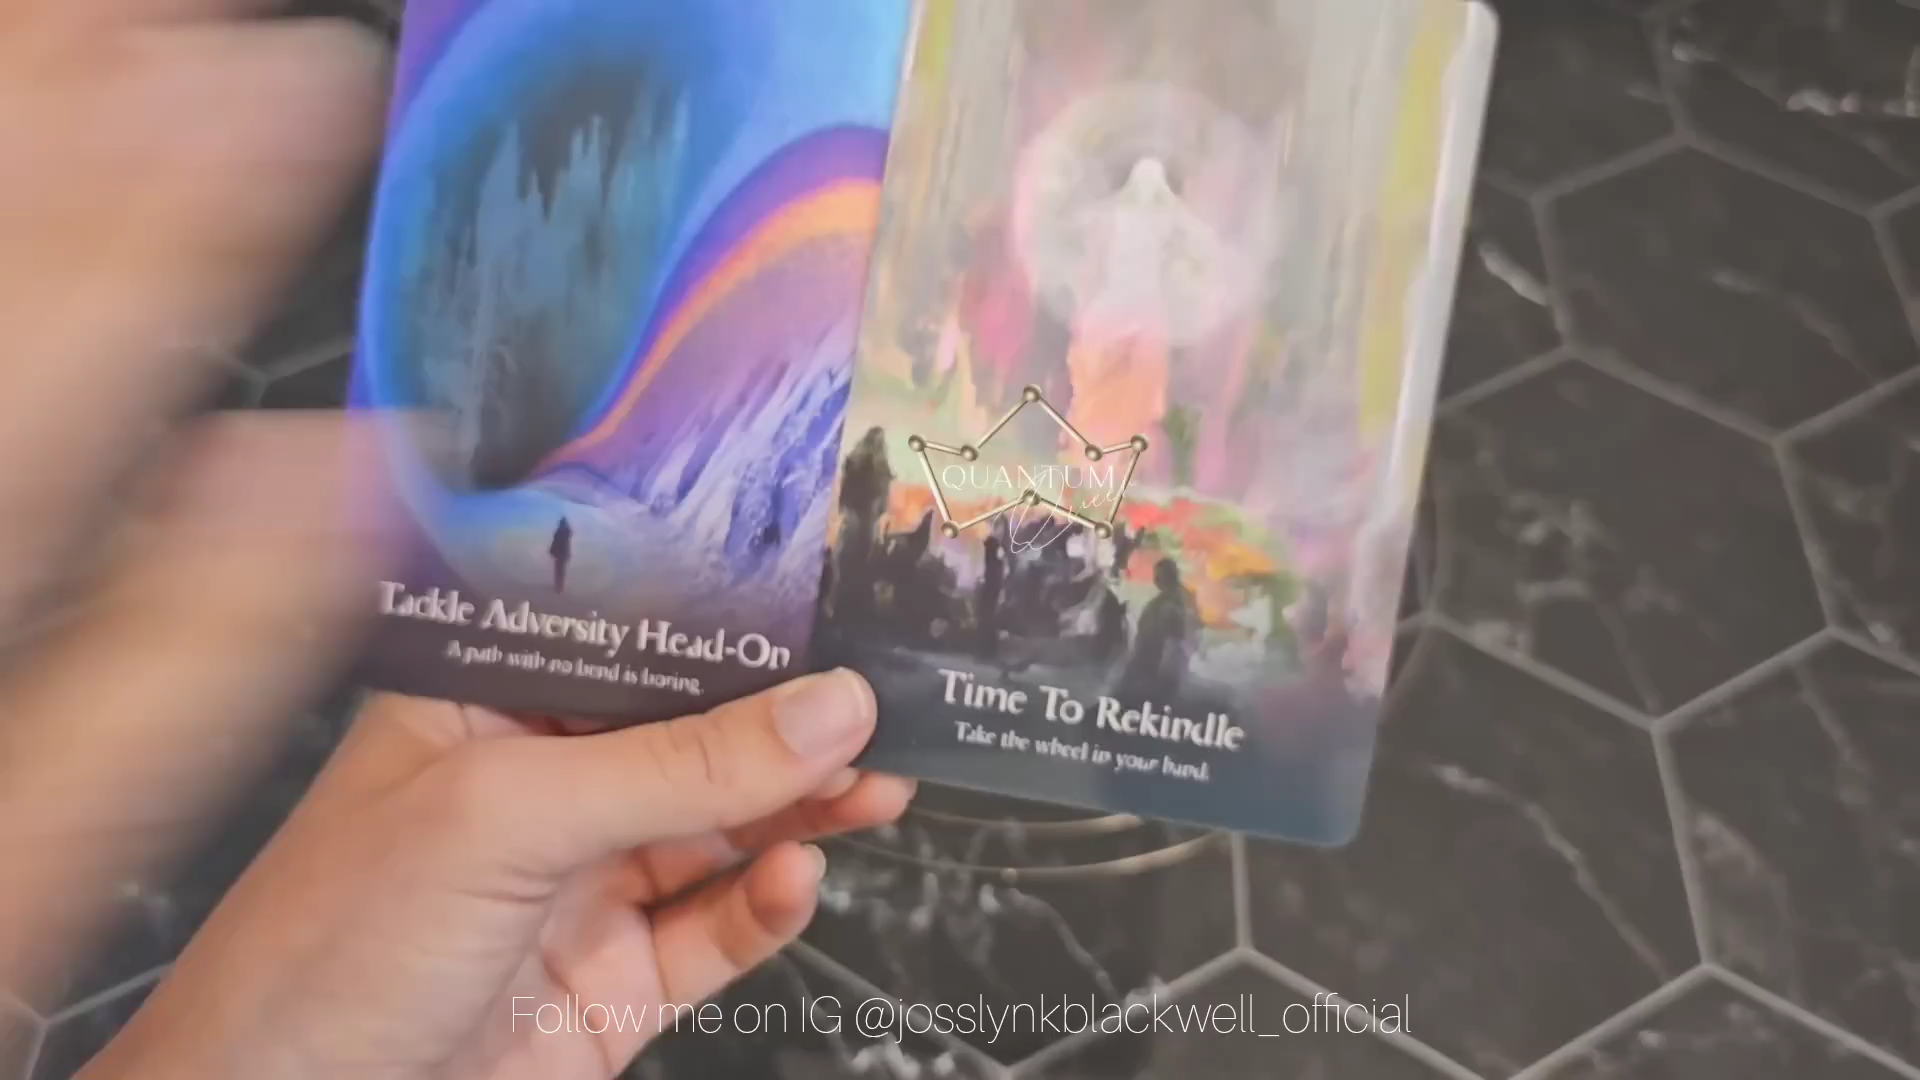 Tackle Adversity Head-On
A path with no bend is boring.
Time To Rekindle
Take the wheel in your hand.
QUANTUM
Queen
Follow me on IG @josslynkblackwell_official